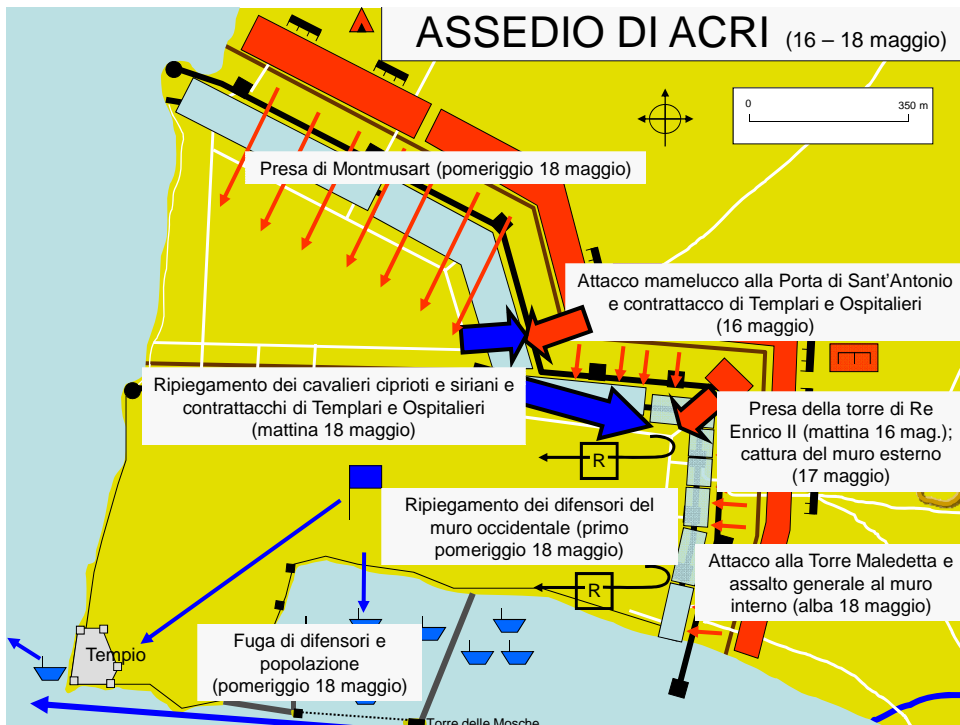 ASSEDIO DI ACRI (16 – 18 maggio)
0 350 m
Presa di Montmusart (pomeriggio 18 maggio)
Attacco mamelucco alla Porta di Sant'Antonio
e contrattacco di Templari e Ospitalieri
(16 maggio)
Ripiegamento dei cavalieri ciprioti e siriani e
contrattacchi di Templari e Ospitalieri
(mattina 18 maggio)
Presa della torre di Re
Enrico II (mattina 16 mag.);
cattura del muro esterno
(17 maggio)
R
Ripiegamento dei difensori del
muro occidentale (primo
pomeriggio 18 maggio)
Attacco alla Torre Maledetta e
assalto generale al muro
interno (alba 18 maggio)
R
Fuga di difensori e
popolazione
(pomeriggio 18 maggio)
Tempio
Torre delle Mosche